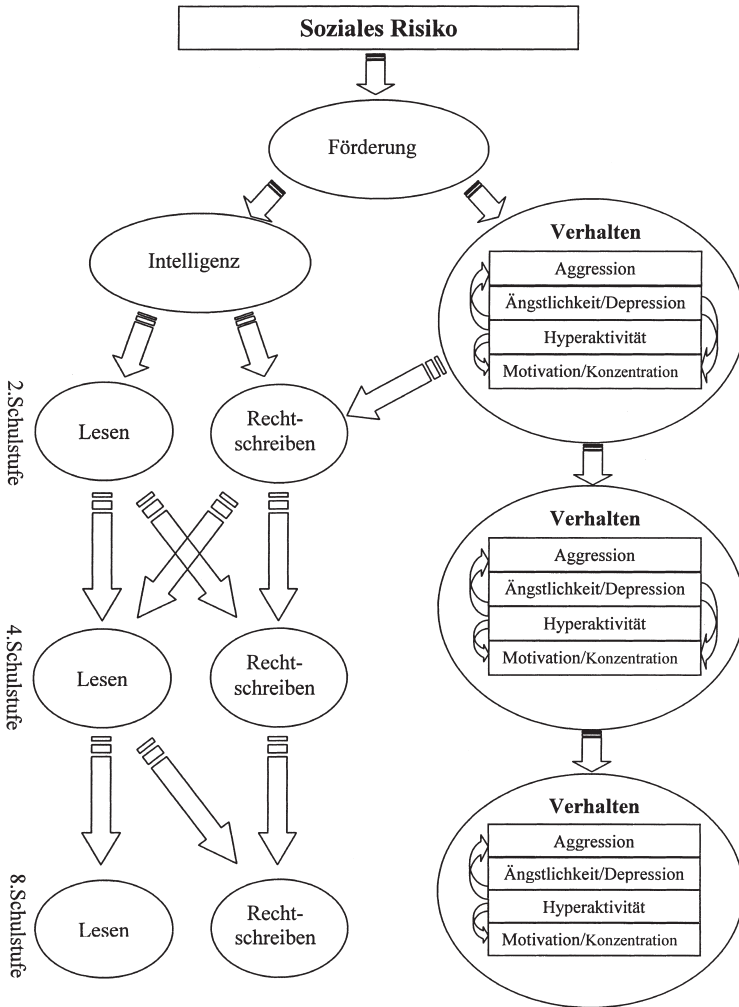 Soziales Risiko
Förderung
Intelligenz
Verhalten
Aggression
Ängstlichkeit/Depression
Hyperaktivität
Motivation/Konzentration
2.Schulstufe
Lesen
Recht-
schreiben
Verhalten
Aggression
Ängstlichkeit/Depression
Hyperaktivität
Motivation/Konzentration
4.Schulstufe
Lesen
Recht-
schreiben
Verhalten
Aggression
Ängstlichkeit/Depression
Hyperaktivität
Motivation/Konzentration
8.Schulstufe
Lesen
Recht-
schreiben